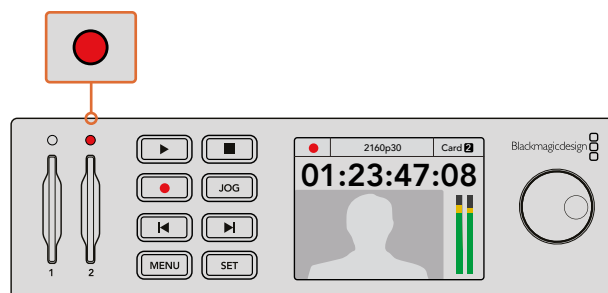 2160p30
Card 2
Blackmagicdesign
01:23:47:08
JOG
1
2
MENU
SET